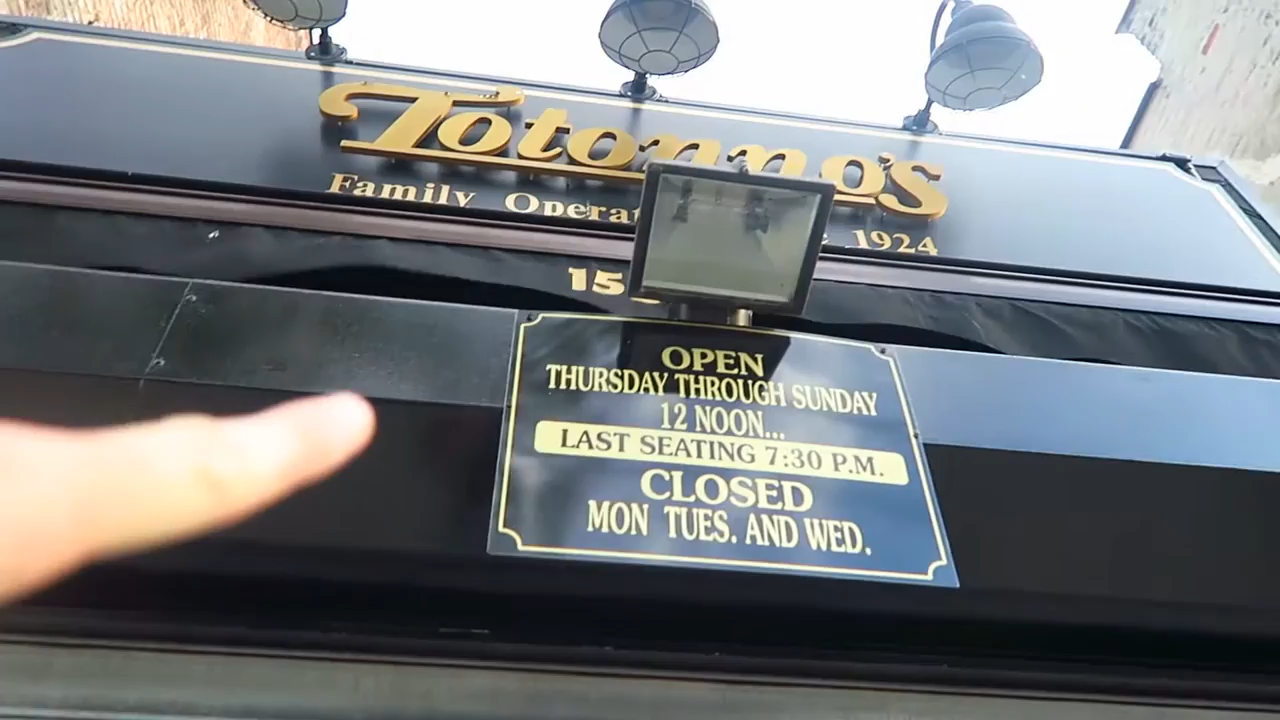 Totonno's
Family 1924
OPEN
THURSDAY THROUGH SUNDAY
12 NOON...
LAST SEATING 7:30 P.M.
CLOSED
MON TUES. AND WED.